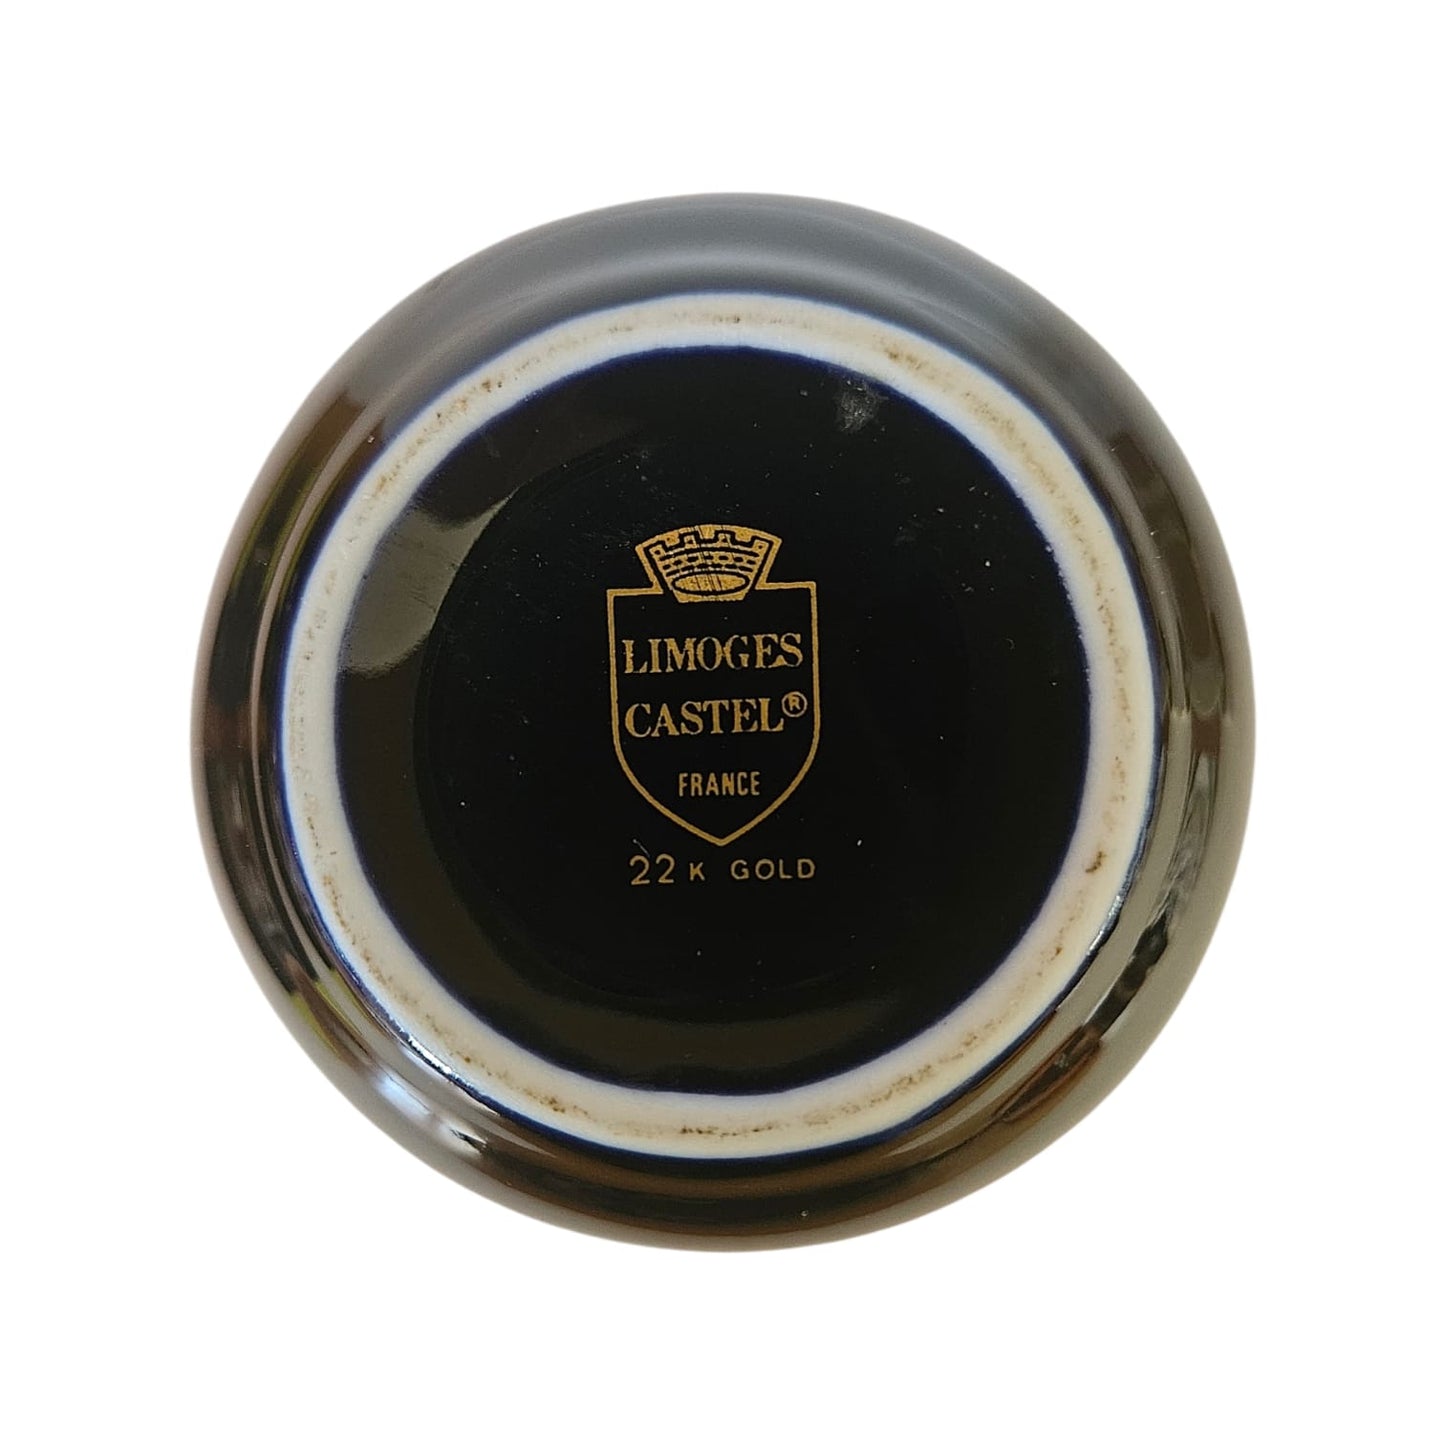 LIMOGES
CASTEL®
FRANCE
22 K GOLD